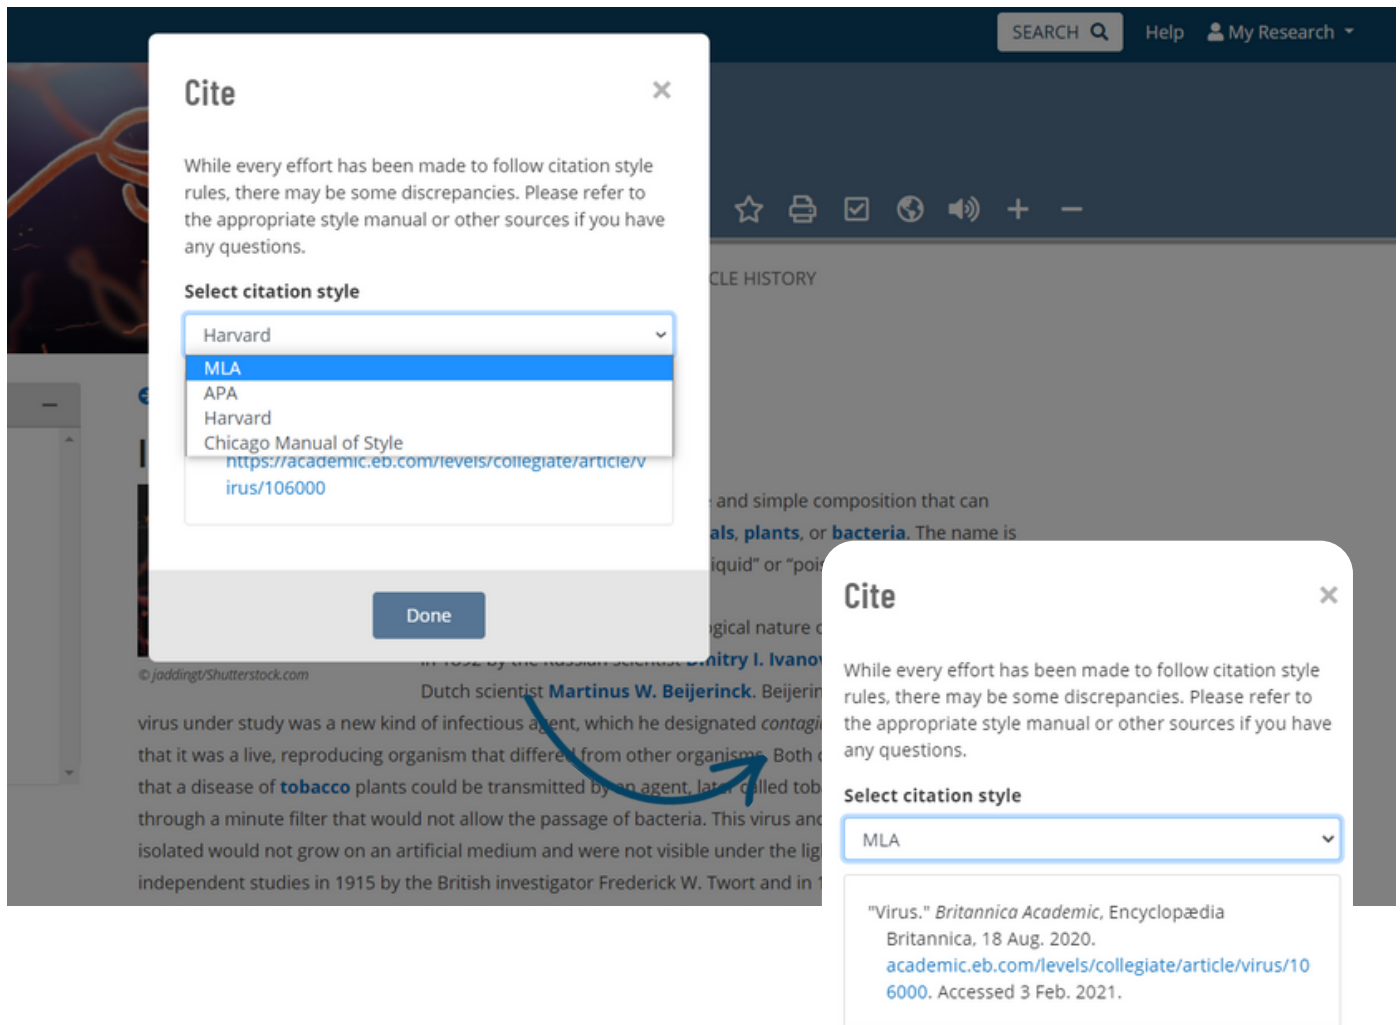 SEARCH
Help
My Research
Cite
While every effort has been made to follow citation style
rules, there may be some discrepancies. Please refer to
the appropriate style manual or other sources if you have
any questions.
Select citation style
Harvard
MLA
APA
Harvard
Chicago Manual of Style
https://academic.eb.com/levels/collegiate/article/v
irus/106000
Done
CLE HISTORY
and simple composition that can
als, plants, or bacteria. The name is
iquid" or "pois
gical nature
in 1892 by the Russian scientist Dmitry I. Ivanov
© jaddingt/Shutterstock.com
Dutch scientist Martinus W. Beijerinck. Beijerin
virus under study was a new kind of infectious agent, which he designated contagi
that it was a live, reproducing organism that differed from other organisms. Both
that a disease of tobacco plants could be transmitted by an agent, later called tob
through a minute filter that would not allow the passage of bacteria. This virus and
isolated would not grow on an artificial medium and were not visible under the lig
independent studies in 1915 by the British investigator Frederick W. Twort and in 1
Cite
While every effort has been made to follow citation style
rules, there may be some discrepancies. Please refer to
the appropriate style manual or other sources if you have
any questions.
Select citation style
MLA
"Virus." Britannica Academic, Encyclopædia
Britannica, 18 Aug. 2020.
academic.eb.com/levels/collegiate/article/virus/10
6000. Accessed 3 Feb. 2021.